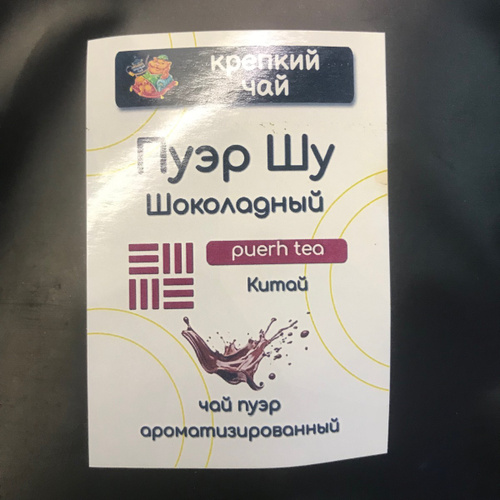 крепкий
чай
Пуэр Шу
Шоколадный
puerh tea
Китай
чай пуэр
ароматизированный